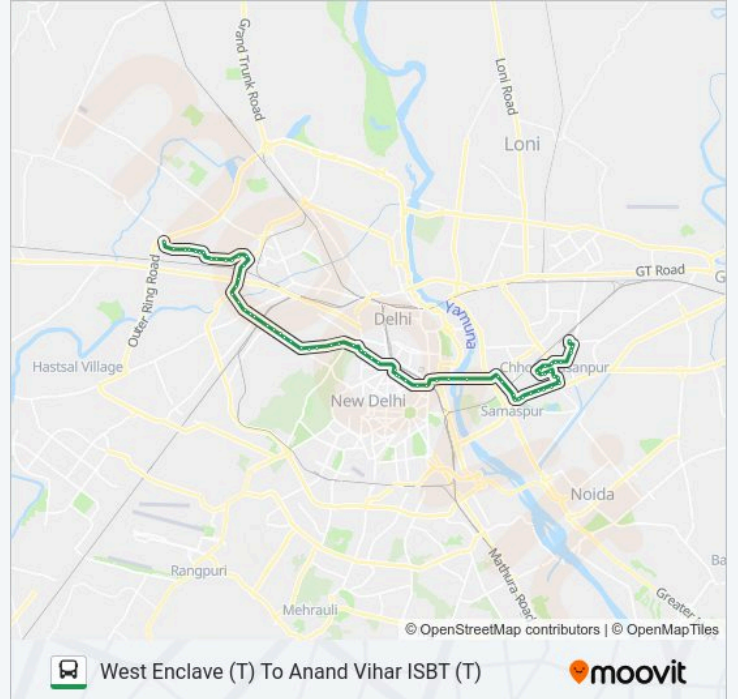 Grand Trunk Road
Loni Road
Loni
GT Road
Outer Ring Road
Yamuna
Delhi
Hastsal Village
New Delhi
Samaspur
Noida
Rangpuri
Mehrauli
Mathura Road
Greater
© OpenStreetMap contributors | © OpenMapTiles
West Enclave (T) To Anand Vihar ISBT (T)
moovit